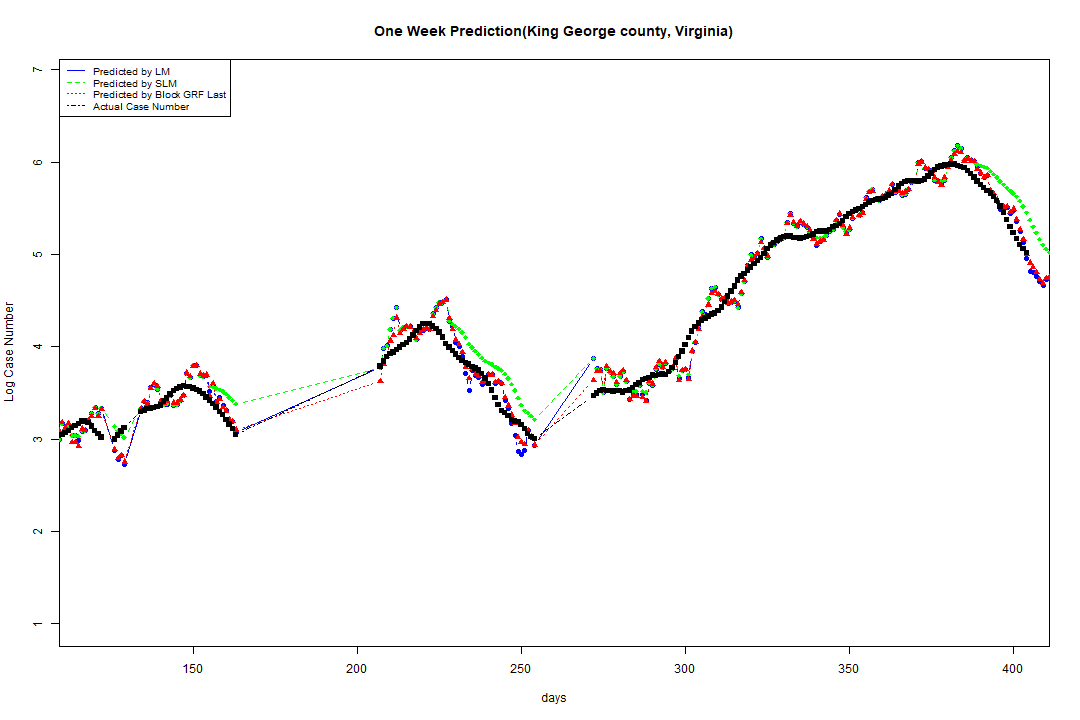 One Week Prediction(King George county, Virginia)
Predicted by LM
Predicted by SLM
Predicted by Block GRF Last
Actual Case Number
Log Case Number
7
6
5
4
3
2
1
150 200 250 300 350 400
days